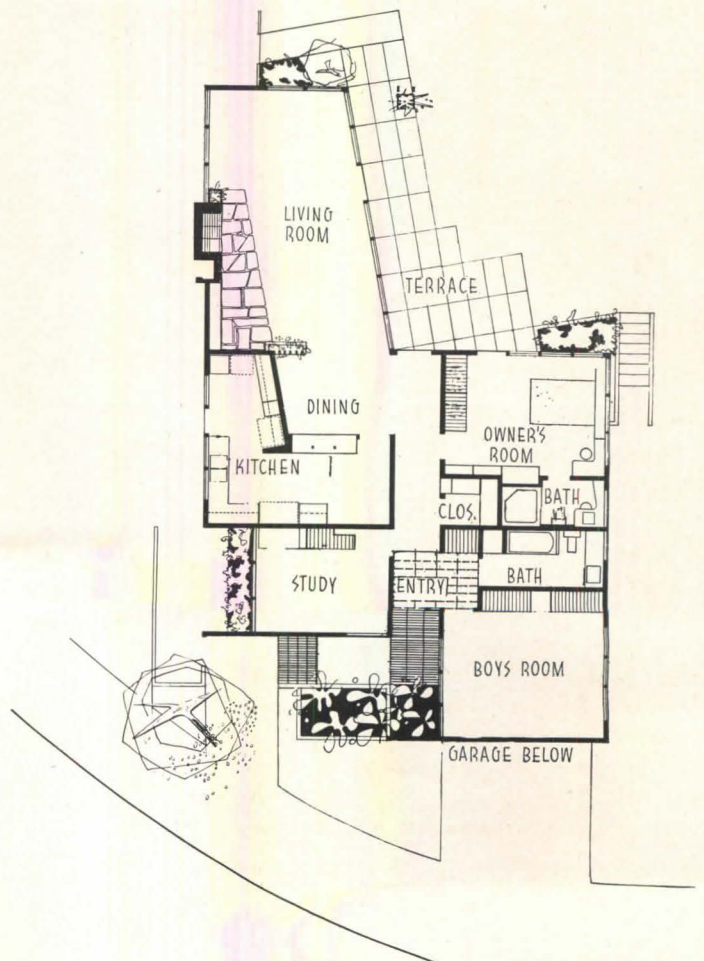 LIVING
ROOM
TERRACE
DINING
OWNER'S
ROOM
KITCHEN
BATH
CLOS.
STUDY
ENTRY
BATH
BOYS ROOM
GARAGE BELOW